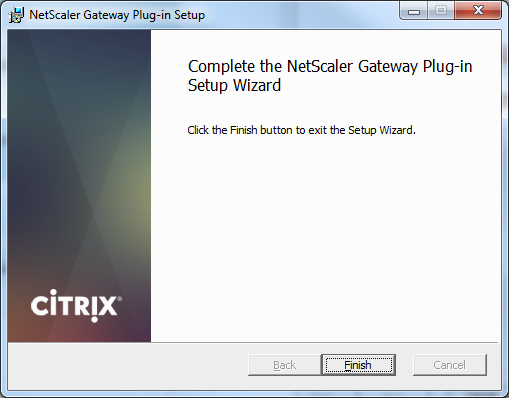 NetScaler Gateway Plug-in Setup
Complete the NetScaler Gateway Plug-in
Setup Wizard
Click the Finish button to exit the Setup Wizard.
CITRIX®
Back
Finish
Cancel